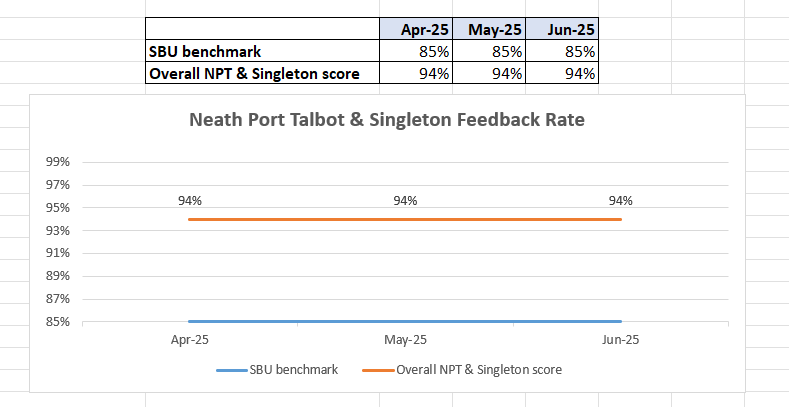 Apr-25 May-25 Jun-25
SBU benchmark 85% 85% 85%
Overall NPT & Singleton score 94% 94% 94%
Neath Port Talbot & Singleton Feedback Rate
99%
97%
94% 94% 94%
95%
93%
91%
89%
87%
85%
Apr-25 May-25 Jun-25
SBU benchmark Overall NPT & Singleton score